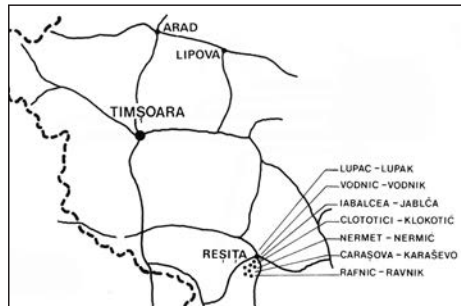 ARAD
LIPOVA
TIMȘOARA
LUPAC – LUPAK
VODNIC – VODNIK
IABALCEA – JABLČA
CLOTOTICI – KLOKOTIĆ
NERMET – NERMIĆ
REȘIȚA
CARAȘOVA – KARAŠEVO
RAFNIC – RAVNIK